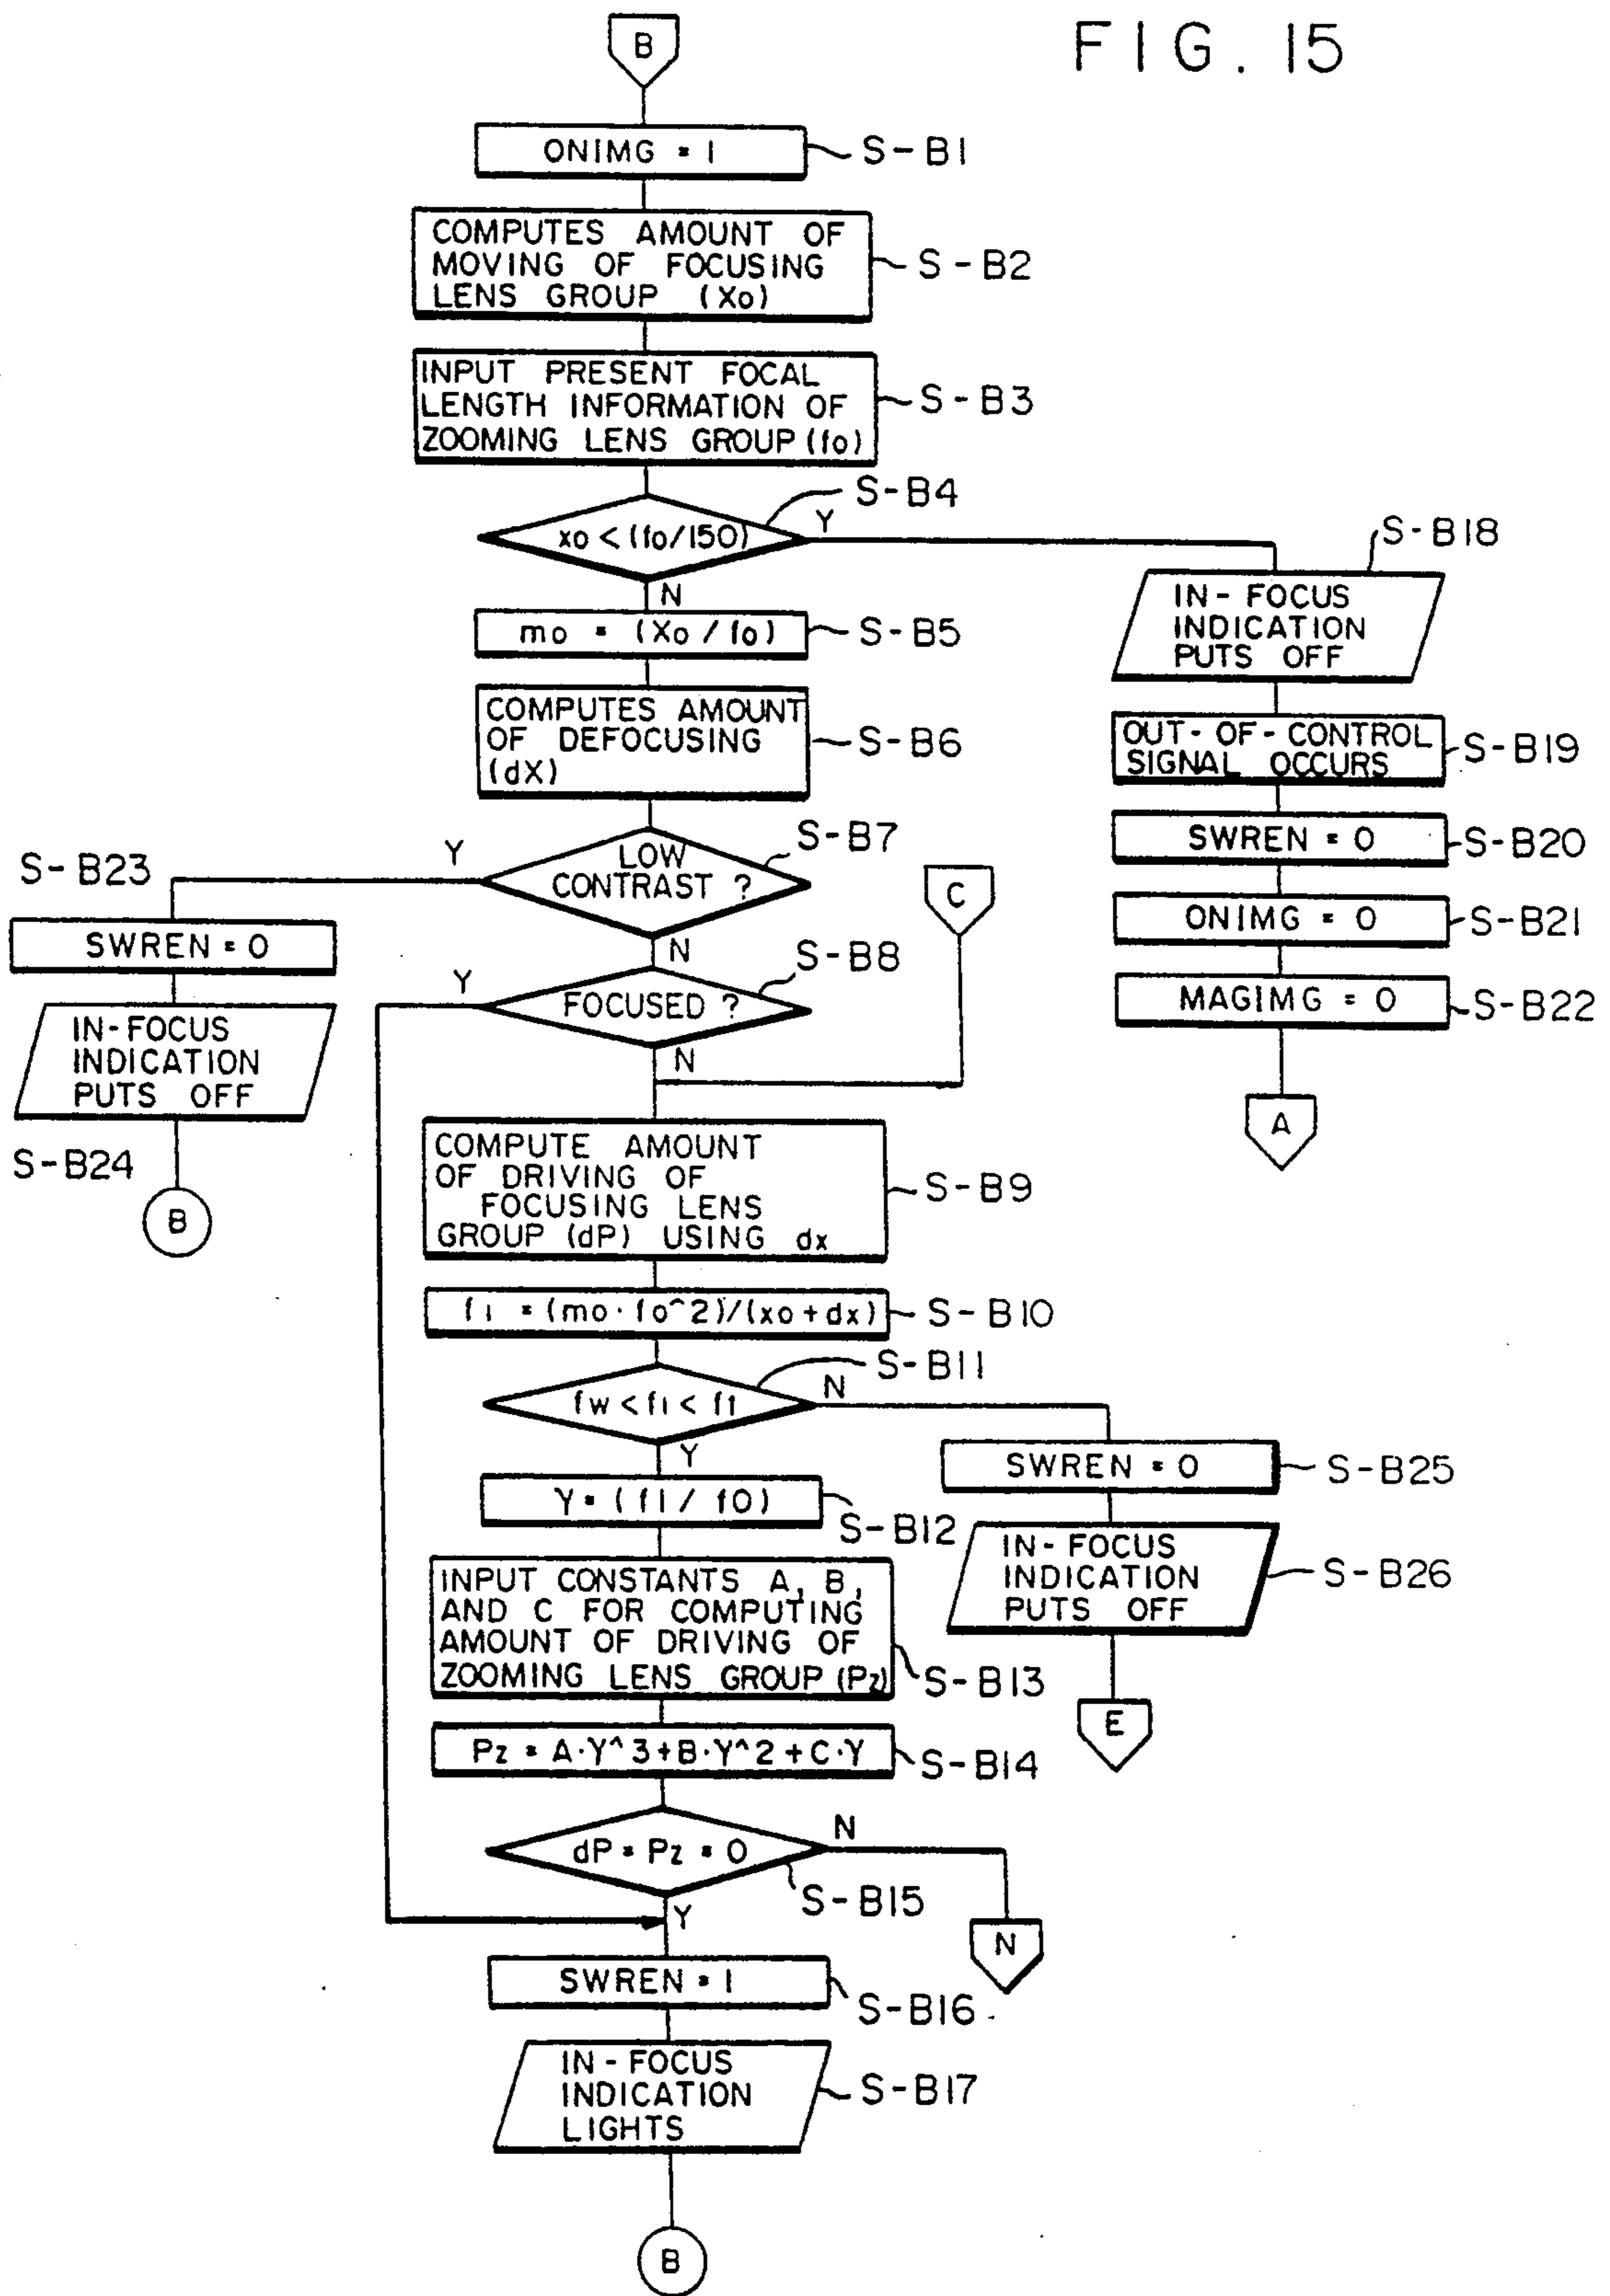 FIG. 15
B
ONIMG = 1
S-B1
COMPUTES AMOUNT OF
MOVING OF FOCUSING
LENS GROUP (Xo)
S-B2
INPUT PRESENT FOCAL
LENGTH INFORMATION OF
ZOOMING LENS GROUP (fo)
S-B3
S-B4
xo < (fo/150)
Y
N
mo = (Xo / fo)
S-B5
COMPUTES AMOUNT
OF DEFOCUSING
(dX)
S-B6
S-B18
IN-FOCUS
INDICATION
PUTS OFF
OUT-OF-CONTROL
SIGNAL OCCURS
S-B19
SWREN = 0
S-B20
ONIMG = 0
S-B21
MAGIMG = 0
S-B22
A
S-B7
LOW
CONTRAST ?
Y
N
S-B23
SWREN = 0
IN-FOCUS
INDICATION
PUTS OFF
S-B24
B
C
S-B8
FOCUSED ?
Y
N
COMPUTE AMOUNT
OF DRIVING OF
FOCUSING LENS
GROUP (dP) USING dx
S-B9
f1 = (mo·fo^2)/(xo+dx)
S-B10
S-B11
fw < f1 < ft
N
Y
SWREN = 0
S-B25
IN-FOCUS
INDICATION
PUTS OFF
S-B26
E
Y = (f1 / f0)
S-B12
INPUT CONSTANTS A, B,
AND C FOR COMPUTING
AMOUNT OF DRIVING OF
ZOOMING LENS GROUP (Pz)
S-B13
Pz = A·Y^3+B·Y^2+C·Y
S-B14
dP = Pz = 0
N
S-B15
Y
N
SWREN = 1
S-B16
IN-FOCUS
INDICATION
LIGHTS
S-B17
B